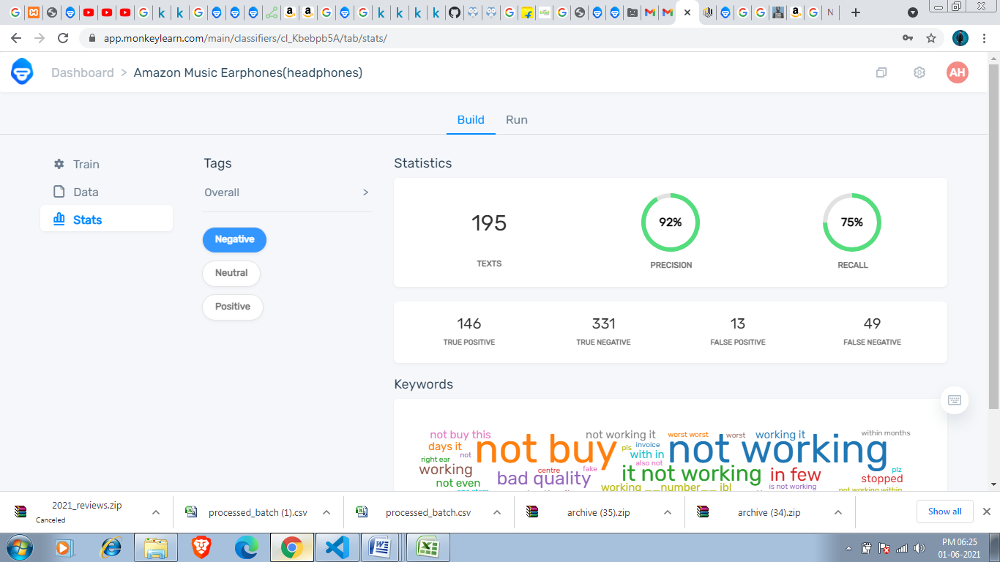 app.monkeylearn.com/main/classifiers/cl_Kbebpb5A/tab/stats/
Dashboard > Amazon Music Earphones(headphones)
AH
Build Run
Train
Data
Stats
Tags
Overall >
Negative
Neutral
Positive
Statistics
195 92% 75%
TEXTS PRECISION RECALL
146 331 13 49
TRUE POSITIVE TRUE NEGATIVE FALSE POSITIVE FALSE NEGATIVE
Keywords
not buy this not working it worst worst worst working it within months
days it not buy pls invoice not working
right ear not with in also not plz
working centre fake it not working in few stopped
not even bad quality working number jbl is not working not working within
2021_reviews.zip
Canceled
processed_batch (1).csv
processed_batch.csv
archive (35).zip
archive (34).zip
Show all
PM 06:25
01-06-2021